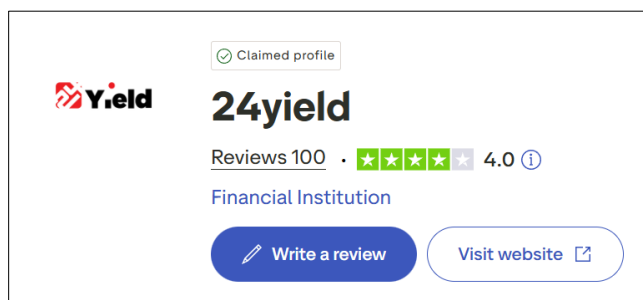 Claimed profile
Yield
24yield
Reviews 100 · 4.0
Financial Institution
Write a review
Visit website